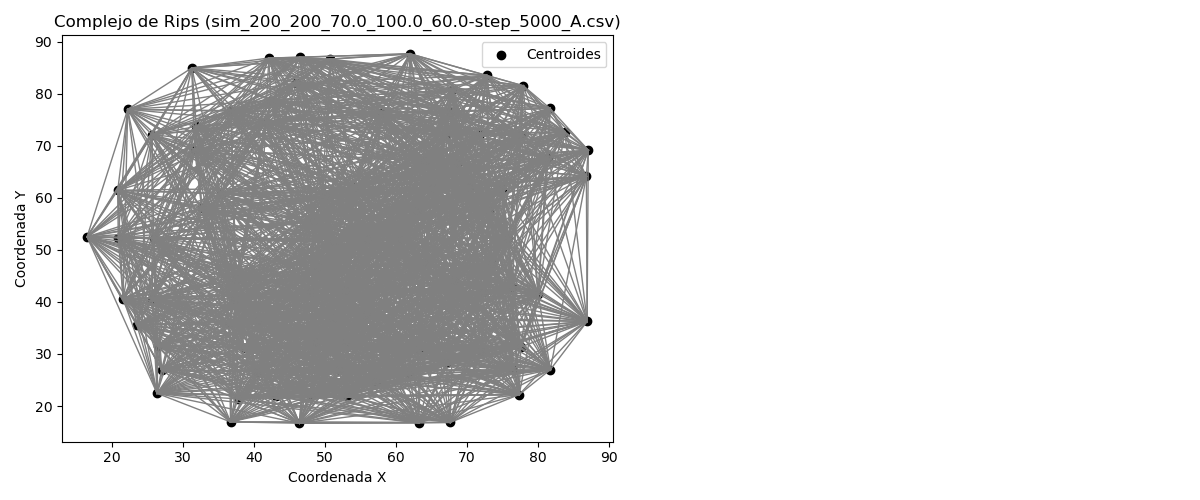 Complejo de Rips (sim_200_200_70.0_100.0_60.0-step_5000_A.csv)
Centroides
90
80
70
60
50
40
30
20
Coordenada Y
20 30 40 50 60 70 80 90
Coordenada X